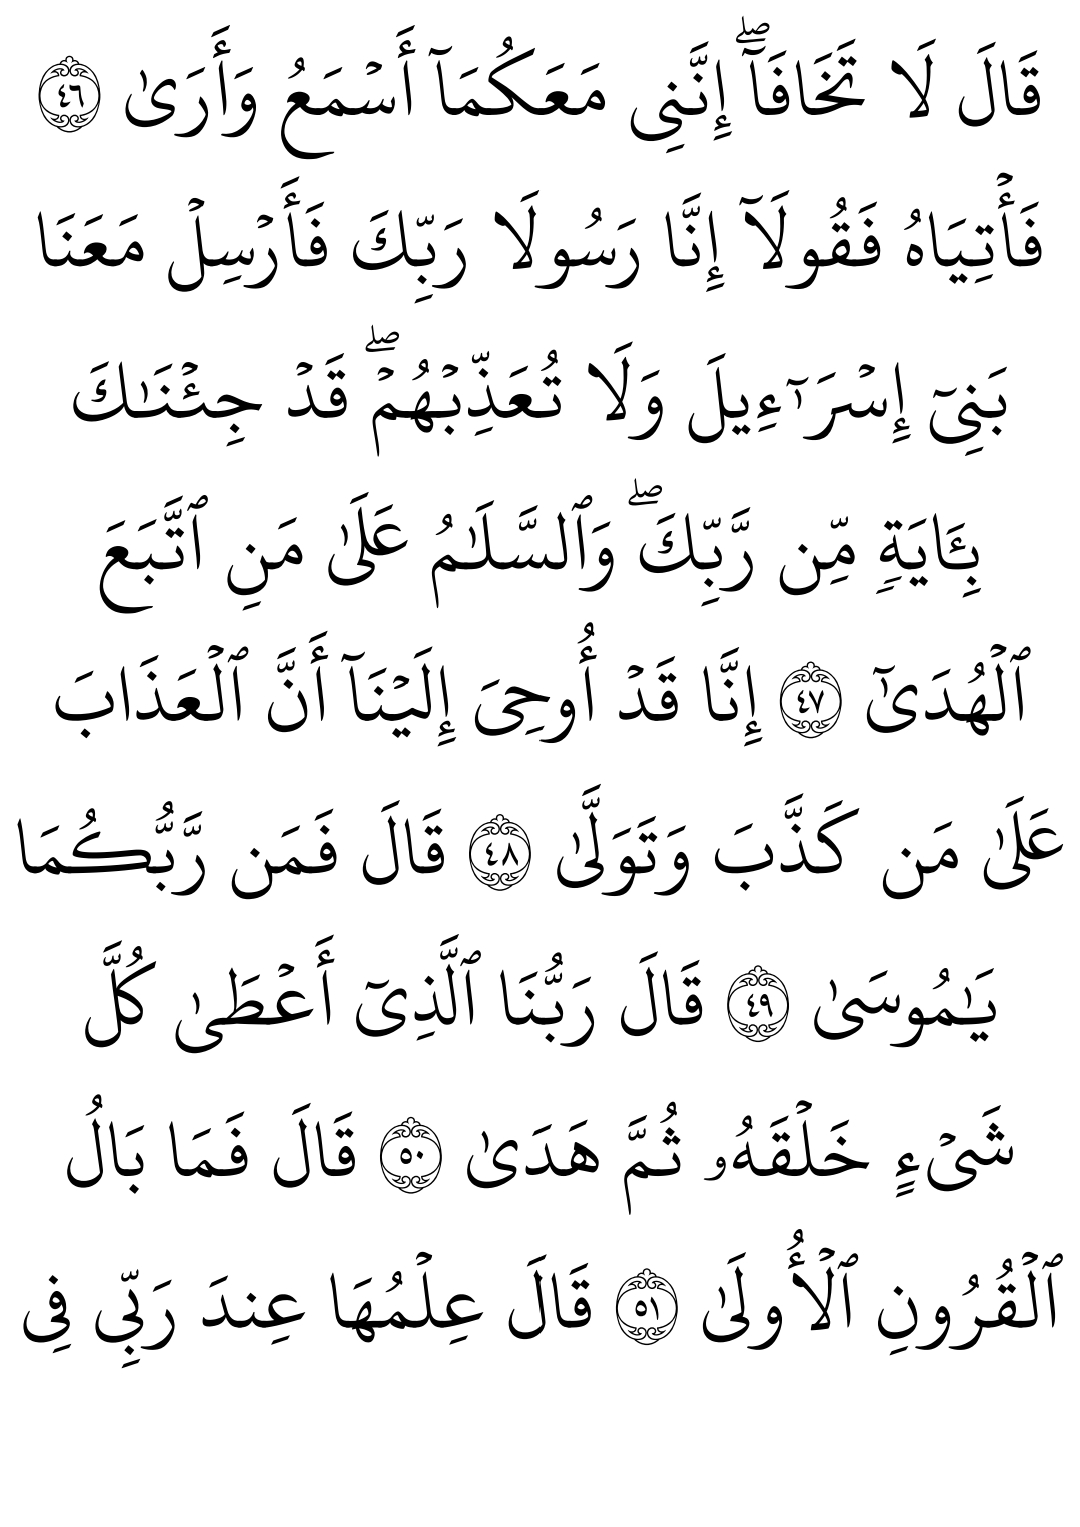 قَالَ لَا تَخَافَآۖ إِنَّنِى مَعَكُمَآ أَسۡمَعُ وَأَرَىٰ ٤٦
فَأۡتِيَاهُ فَقُولَآ إِنَّا رَسُولَا رَبِّكَ فَأَرۡسِلۡ مَعَنَا
بَنِىٓ إِسۡرَٰٓءِيلَ وَلَا تُعَذِّبۡهُمۡۖ قَدۡ جِئۡنَٰكَ
بِـَٔايَةٖ مِّن رَّبِّكَۖ وَٱلسَّلَٰمُ عَلَىٰ مَنِ ٱتَّبَعَ
ٱلۡهُدَىٰٓ ٤٧ إِنَّا قَدۡ أُوحِىَ إِلَيۡنَآ أَنَّ ٱلۡعَذَابَ
عَلَىٰ مَن كَذَّبَ وَتَوَلَّىٰ ٤٨ قَالَ فَمَن رَّبُّكُمَا
يَٰمُوسَىٰ ٤٩ قَالَ رَبُّنَا ٱلَّذِىٓ أَعۡطَىٰ كُلَّ
شَىۡءٍ خَلۡقَهُۥ ثُمَّ هَدَىٰ ٥٠ قَالَ فَمَا بَالُ
ٱلۡقُرُونِ ٱلۡأُولَىٰ ٥١ قَالَ عِلۡمُهَا عِندَ رَبِّى فِى